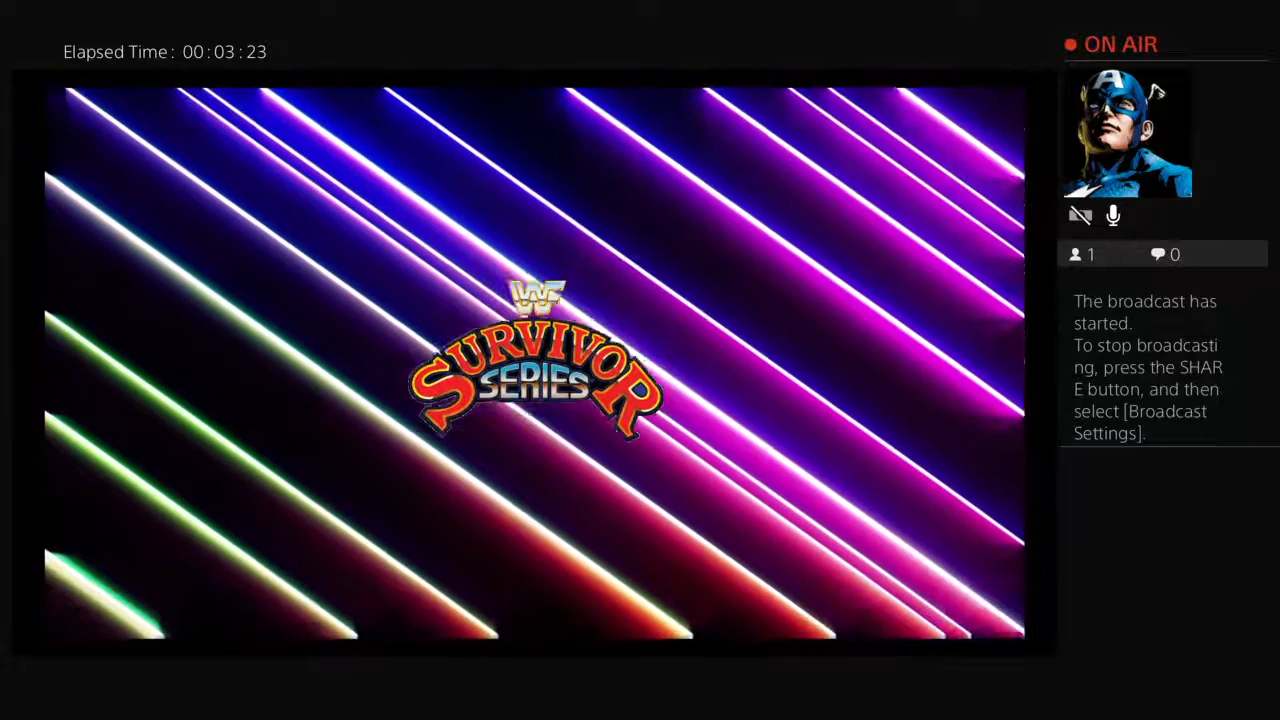 Elapsed Time: 00:03:23
ON AIR
A
1
0
The broadcast has
started.
To stop broadcasti
ng, press the SHAR
E button, and then
select [Broadcast
Settings].
WF
SURVIVOR
SERIES